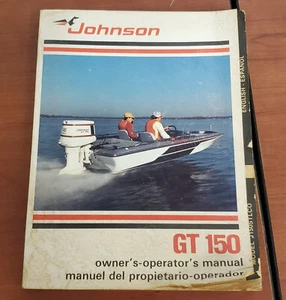 Johnson
ENGLISH - ESPAÑOL
GT 150
owner's-operator's manual
manuel del propietario-operador